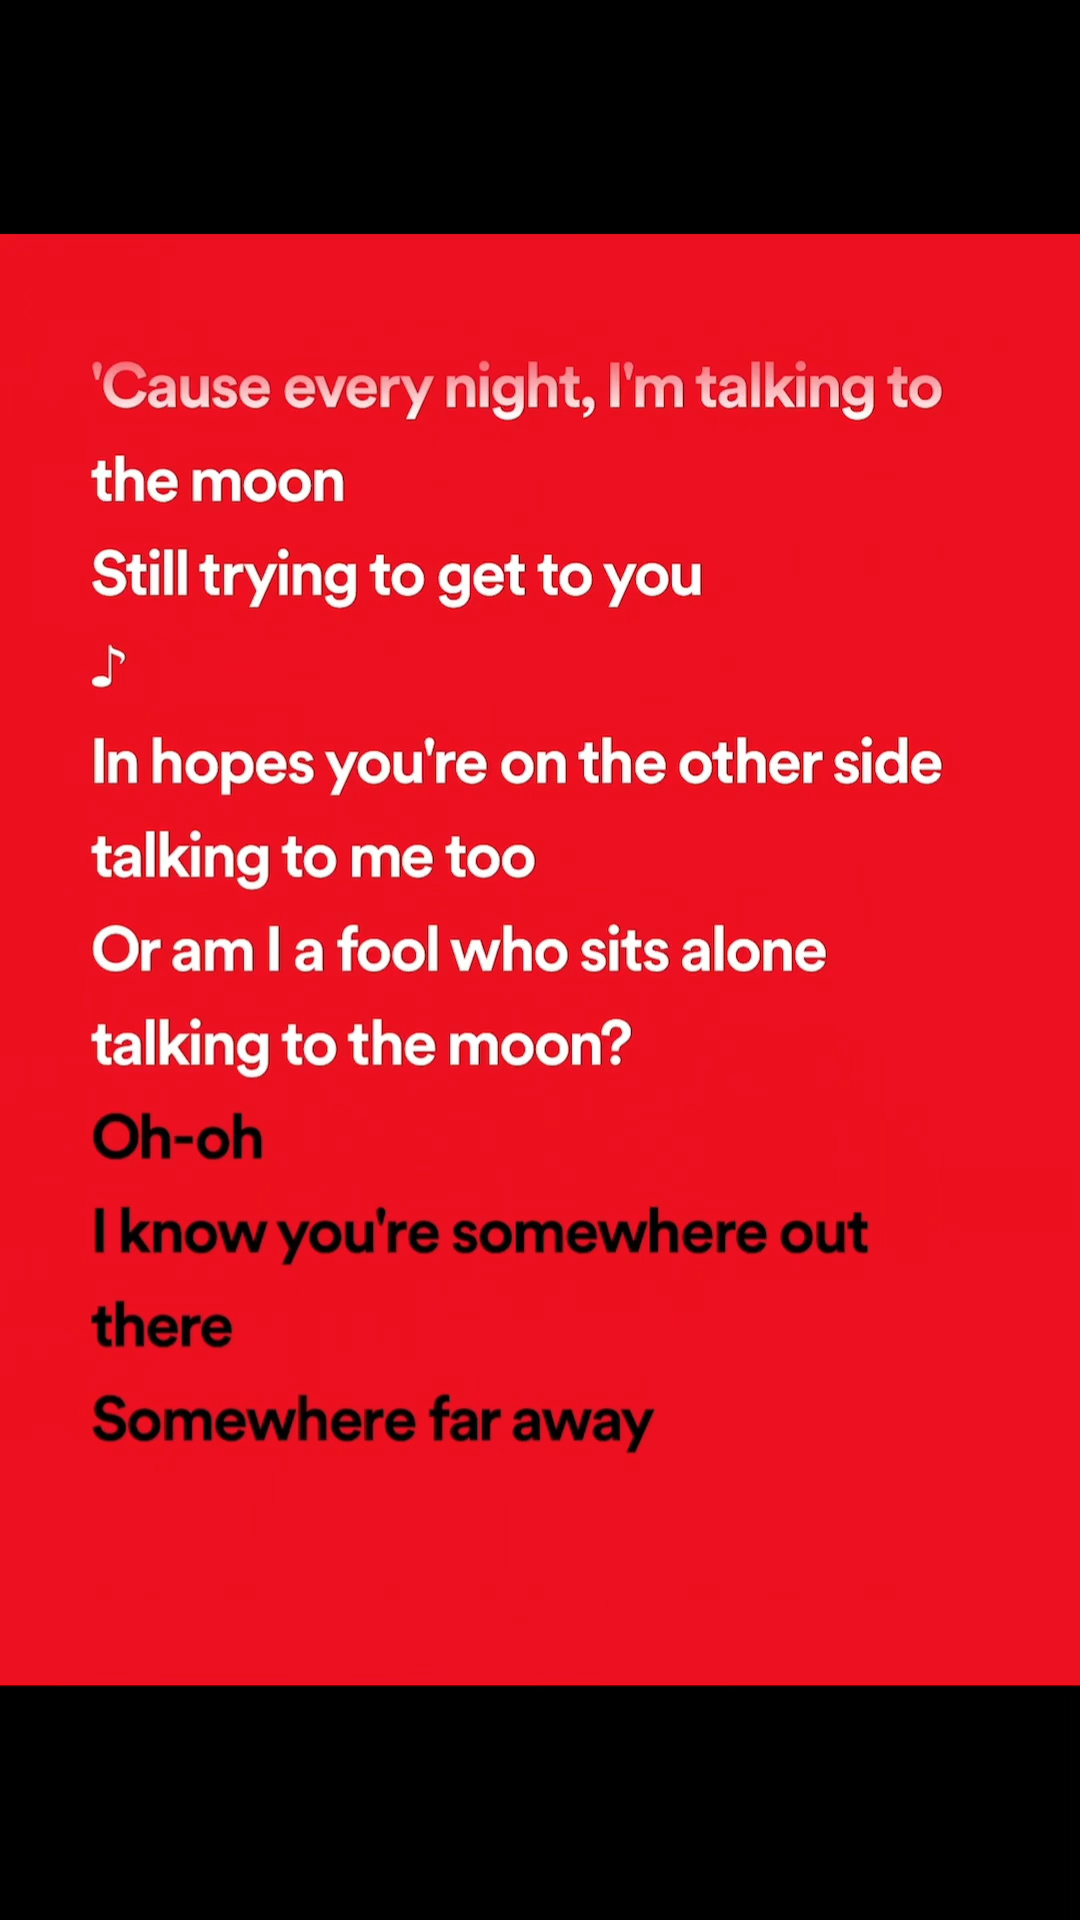 'Cause every night, I'm talking to
the moon
Still trying to get to you
♪
In hopes you're on the other side
talking to me too
Or am I a fool who sits alone
talking to the moon?
Oh-oh
I know you're somewhere out
there
Somewhere far away